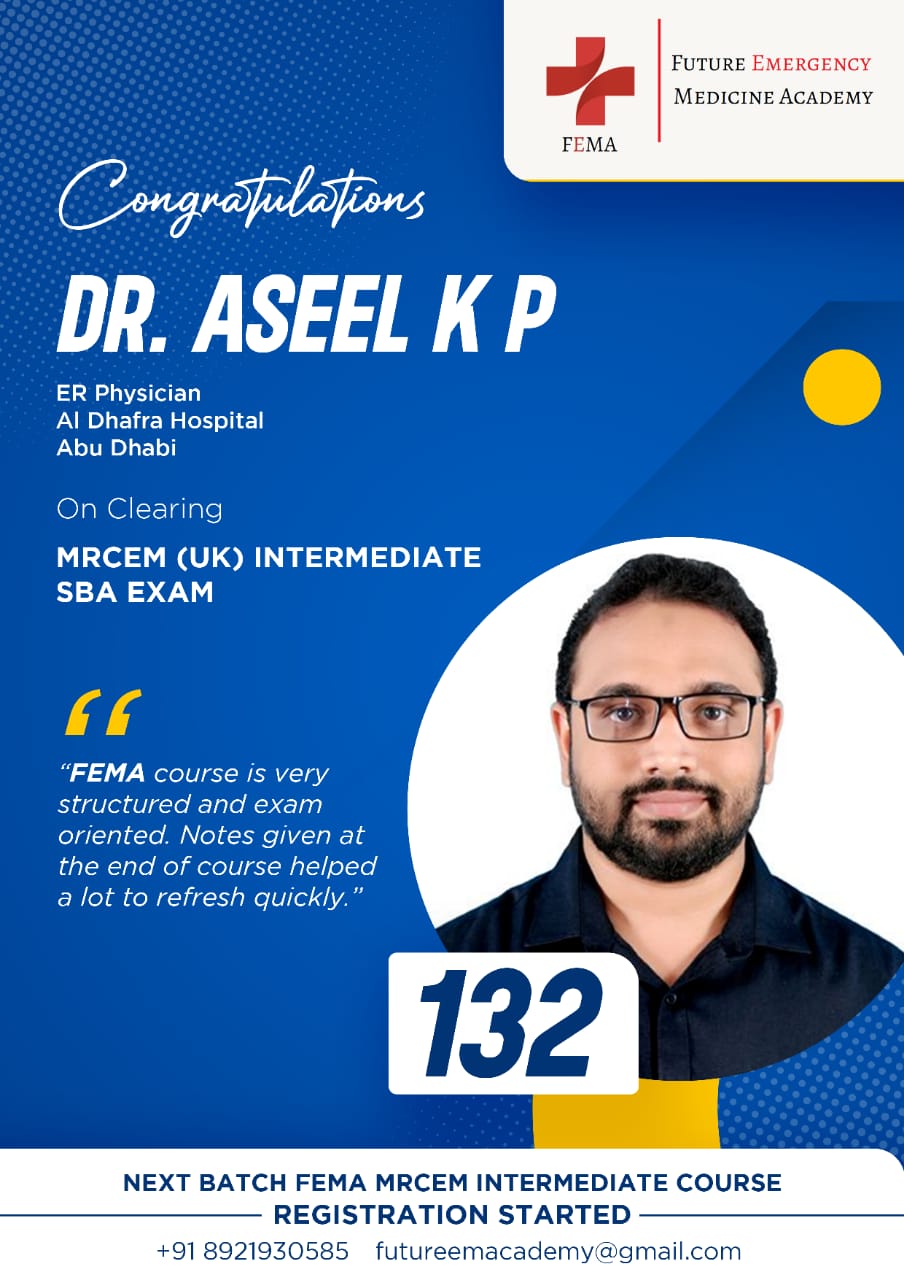 FUTURE EMERGENCY
MEDICINE ACADEMY
FEMA
Congratulations
DR. ASEEL K P
ER Physician
Al Dhafra Hospital
Abu Dhabi
On Clearing
MRCEM (UK) INTERMEDIATE
SBA EXAM
“
“FEMA course is very
structured and exam
oriented. Notes given at
the end of course helped
a lot to refresh quickly.”
132
NEXT BATCH FEMA MRCEM INTERMEDIATE COURSE
REGISTRATION STARTED
+91 8921930585 futureemacademy@gmail.com